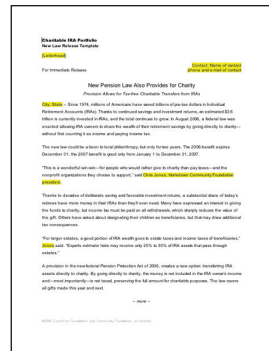 Charitable IRA Portfolio
New Law Release Template
[Letterhead]
Contact: Name of contact
For Immediate Release
phone and e-mail of contact
New Pension Law Also Provides for Charity
Provision Allows for Tax-free Charitable Transfers from IRAs
City, State – Since 1974, millions of Americans have saved billions of pre-tax dollars in Individual
Retirement Accounts (IRAs). Thanks to continued savings and investment returns, an estimated $3.6
trillion is currently invested in IRAs, and the total continues to grow. In August 2006, a federal law was
enacted allowing IRA owners to share the wealth of their retirement savings by giving directly to charity—
without first counting it as income and paying income tax.
The new law could be a boon to local philanthropy, but only for two years. The 2006 benefit expires
December 31, the 2007 benefit is good only from January 1 to December 31, 2007.
"This is a wonderful win-win—for people who would rather give to charity than pay taxes—and the
nonprofit organizations they choose to support," said Chris Jones, Hometown Community Foundation
president.
Thanks to decades of deliberate saving and favorable investment returns, a substantial share of today's
retirees have more money in their IRAs than they'll ever need. Many have expressed an interest in giving
the funds to charity, but income tax must be paid on all withdrawals, which sharply reduces the value of
the gift. Others have asked about designating their children as beneficiaries, but that may draw additional
tax consequences.
"For larger estates, a good portion of IRA wealth goes to estate taxes and income taxes of beneficiaries,"
Jones said. "Experts estimate heirs may receive only 25% to 50% of IRA assets that pass through
estates."
A provision in the new federal Pension Protection Act of 2006, creates a new option: transferring IRA
assets directly to charity. By going directly to charity, the money is not included in the IRA owner's income
and—most importantly—is not taxed, preserving the full amount for charitable purposes. The law covers
all gifts made this year and next.
– more –